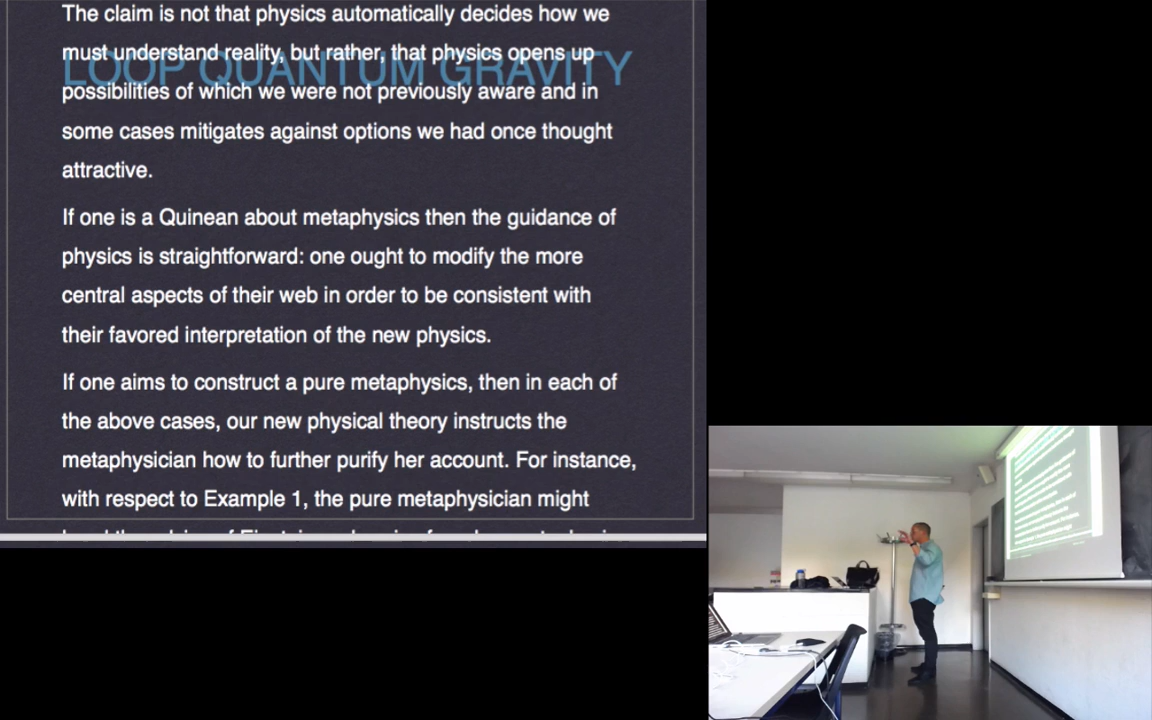 The claim is not that physics automatically decides how we
must understand reality, but rather, that physics opens up
LOOP QUANTUM GRAVITY
possibilities of which we were not previously aware and in
some cases mitigates against options we had once thought
attractive.
If one is a Quinean about metaphysics then the guidance of
physics is straightforward: one ought to modify the more
central aspects of their web in order to be consistent with
their favored interpretation of the new physics.
If one aims to construct a pure metaphysics, then in each of
the above cases, our new physical theory instructs the
metaphysician how to further purify her account. For instance,
with respect to Example 1, the pure metaphysician might